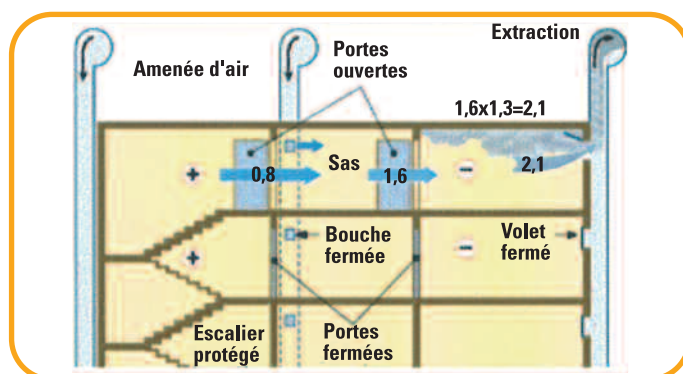 Extraction
Amenée d'air
Portes
ouvertes
1,6x1,3=2,1
+
0,8
Sas
1,6
−
2,1
+
Bouche
fermée
−
Volet
fermé
Escalier
protégé
Portes
fermées